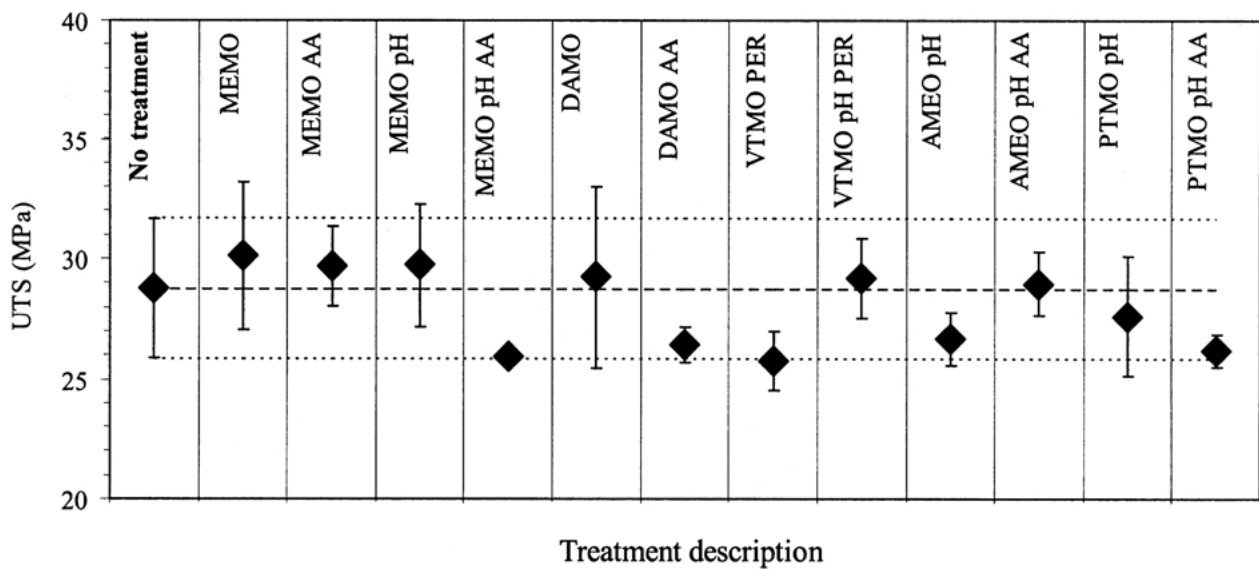 40
35
30
25
20
UTS (MPa)
No treatment
MEMO
MEMO AA
MEMO pH
MEMO pH AA
DAMO
DAMO AA
VTMO PER
VTMO pH PER
AMEO pH
AMEO pH AA
PTMO pH
PTMO pH AA
Treatment description